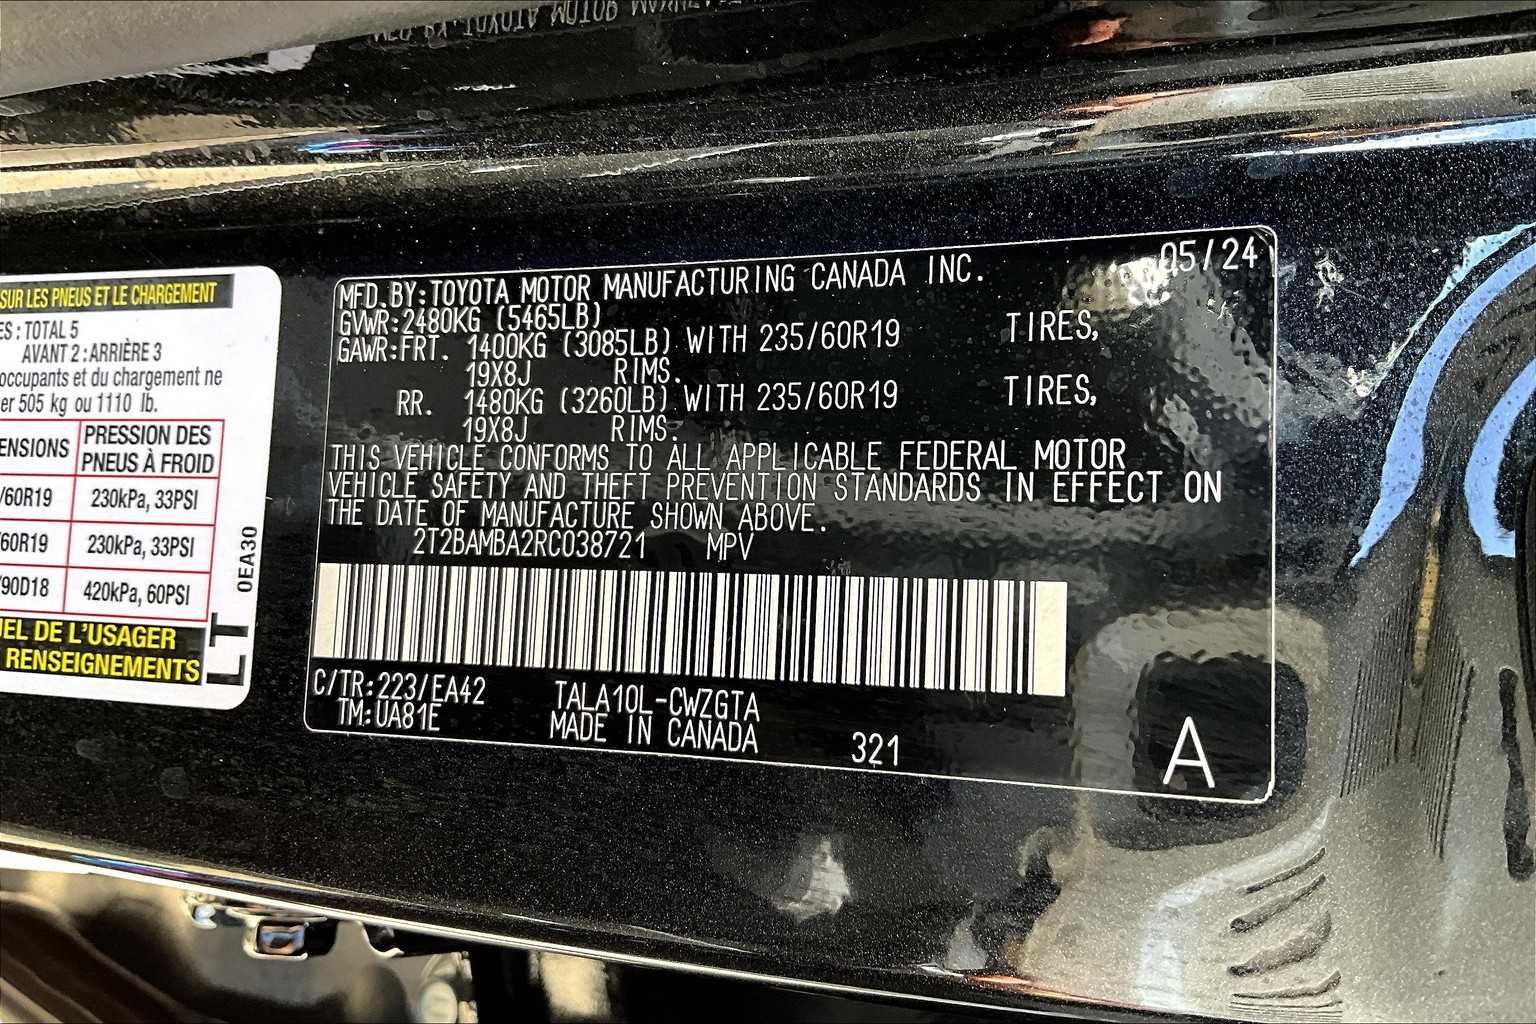 SUR LES PNEUS ET LE CHARGEMENT
ES : TOTAL 5
AVANT 2 : ARRIÈRE 3
occupants et du chargement ne
er 505 kg ou 1110 lb.
ENSIONS PRESSION DES PNEUS À FROID
/60R19 230kPa, 33PSI
/60R19 230kPa, 33PSI
/90D18 420kPa, 60PSI
UEL DE L'USAGER
RENSEIGNEMENTS
0EA30
LT
05/24
MFD.BY:TOYOTA MOTOR MANUFACTURING CANADA INC.
GVWR:2480KG (5465LB)
GAWR:FRT. 1400KG (3085LB) WITH 235/60R19 TIRES,
19X8J RIMS.
RR. 1480KG (3260LB) WITH 235/60R19 TIRES,
19X8J RIMS.
THIS VEHICLE CONFORMS TO ALL APPLICABLE FEDERAL MOTOR
VEHICLE SAFETY AND THEFT PREVENTION STANDARDS IN EFFECT ON
THE DATE OF MANUFACTURE SHOWN ABOVE.
2T2BAMBA2RC038721 MPV
C/TR:223/EA42 TALA10L-CWZGTA
TM:UA81E MADE IN CANADA 321
A